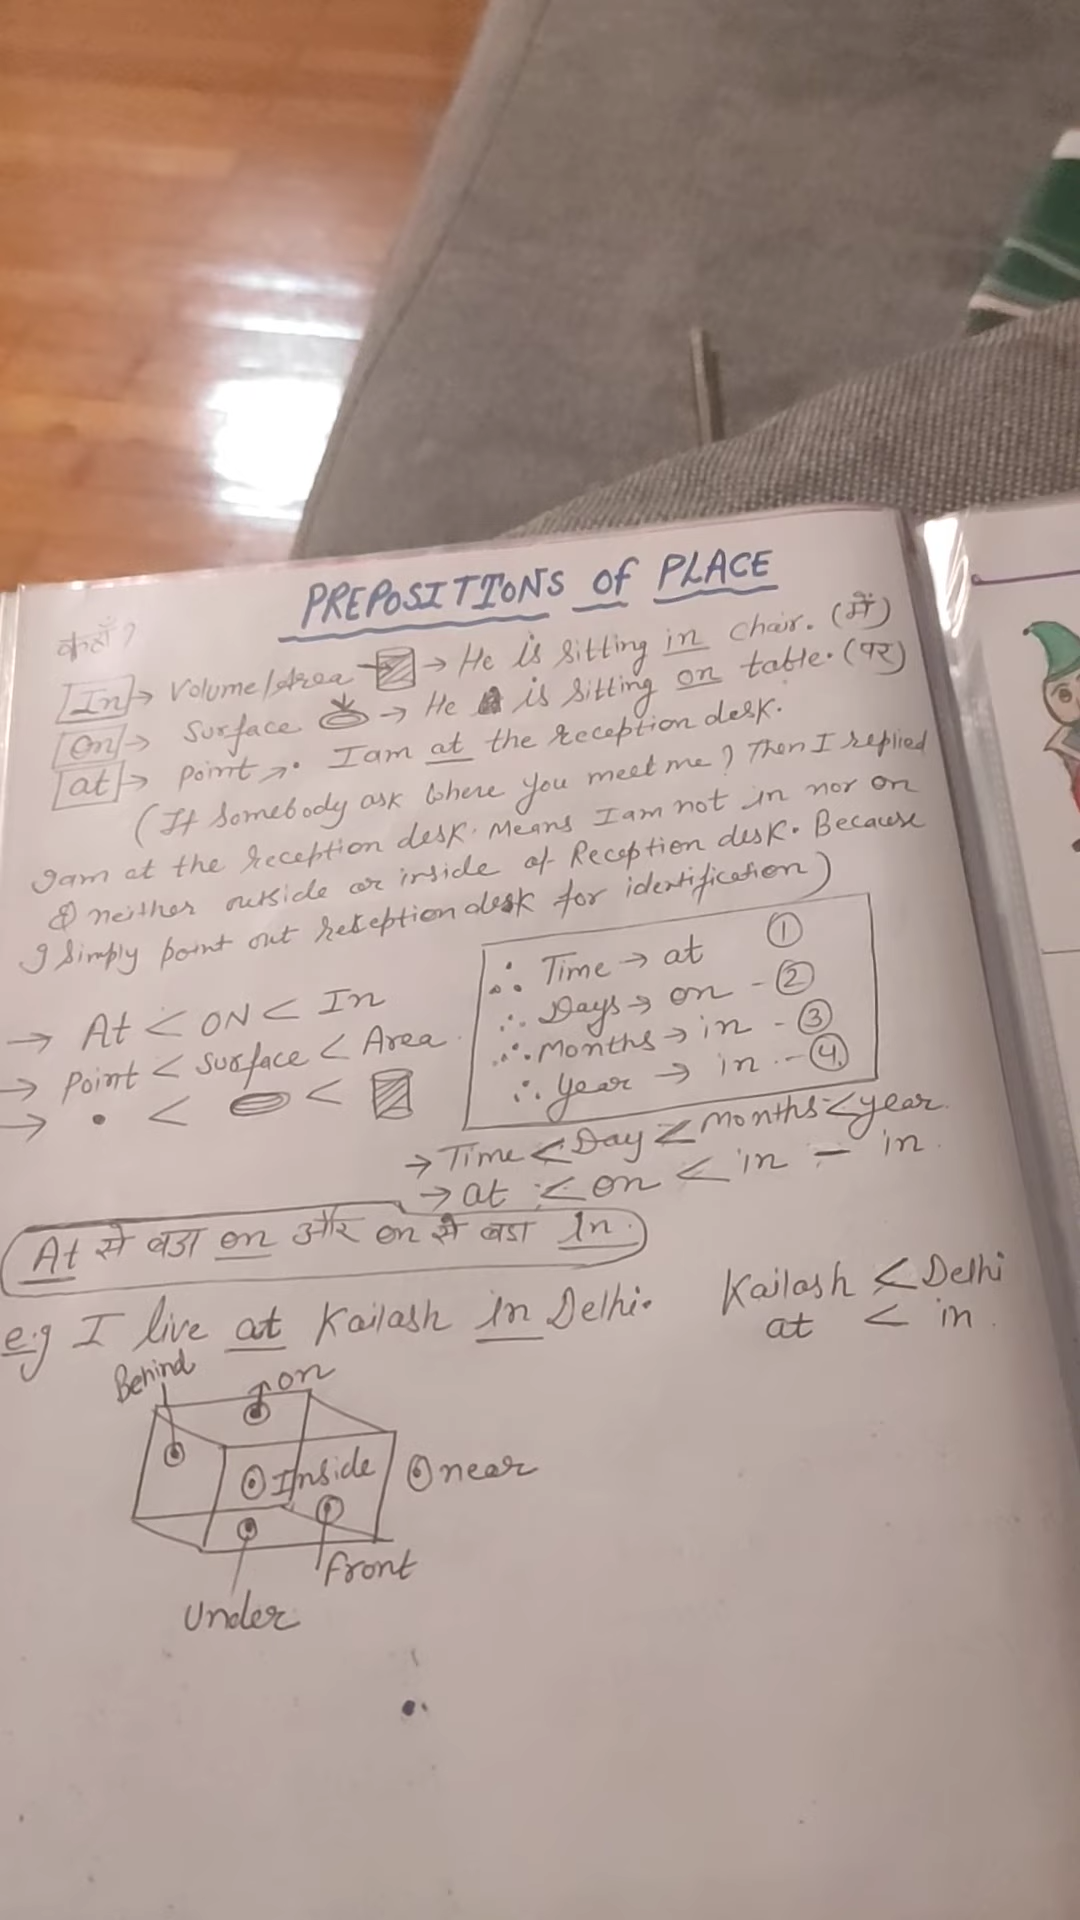 PREPOSITIONS of PLACE
कहाँ ?
In → Volume/Area → He is sitting in chair. (में)
On → Surface → He is sitting on table. (पर)
at → point → • I am at the reception desk.
(If Somebody ask where you meet me ? Then I replied
I am at the reception desk. Means I am not in nor on
neither outside or inside of Reception desk. Because
I Simply point out reception desk for identification)
∴ Time → at ①
∴ Days → on - ②
∴ Months → in - ③
∴ Year → in - ④
→ At < ON < In
→ Point < Surface < Area
→ • < <
→ Time < Day < Months < year
→ at < on < in - in
At से बडा on और on से बडा In.
e.g I live at Kailash in Delhi. Kailash < Delhi
at < in
Behind on
Inside near
front
Under